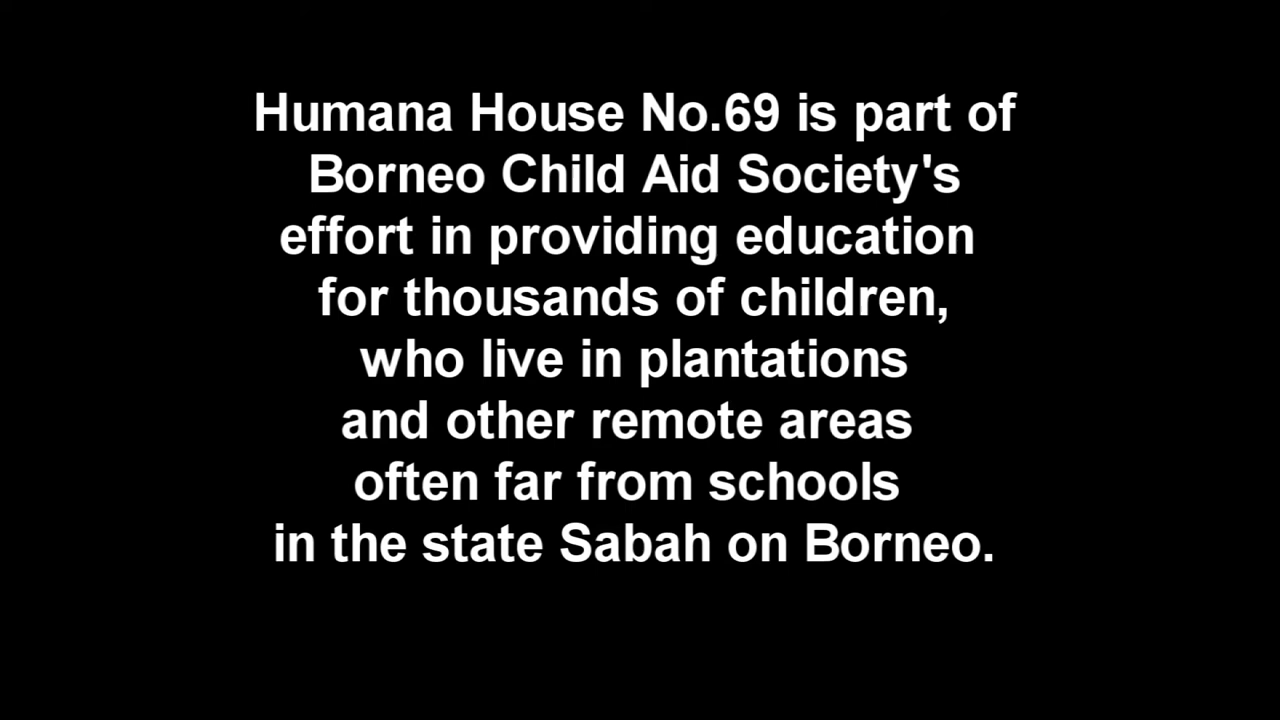 Humana House No.69 is part of
Borneo Child Aid Society's
effort in providing education
for thousands of children,
who live in plantations
and other remote areas
often far from schools
in the state Sabah on Borneo.